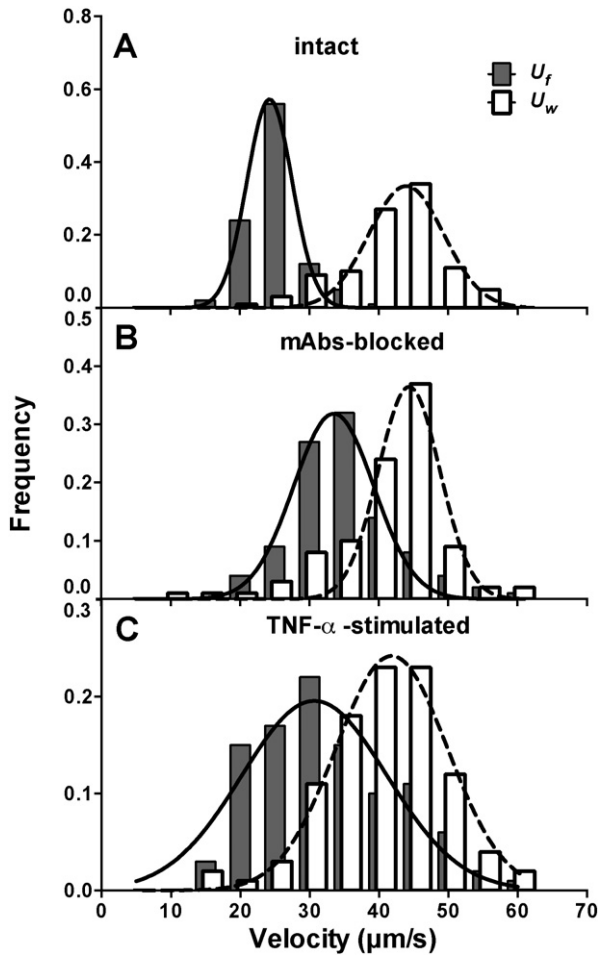 A
intact
U_f
U_w
0.8
0.6
0.4
0.2
0.0
B
mAbs-blocked
0.5
0.4
0.3
0.2
0.1
0.0
C
TNF-α -stimulated
0.3
0.2
0.1
0.0
Frequency
0 10 20 30 40 50 60 70
Velocity (μm/s)